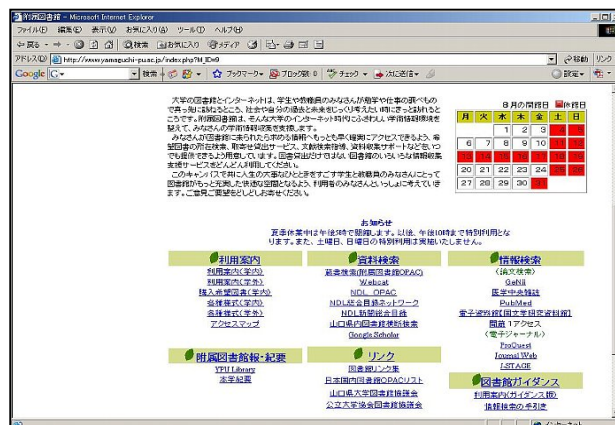 附属図書館 - Microsoft Internet Explorer
ファイル(F) 編集(E) 表示(V) お気に入り(A) ツール(T) ヘルプ(H)
戻る 検索 お気に入り メディア
アドレス(D) http://www.yamaguchi-pu.ac.jp/index.php?M_ID=9 移動 リンク
Google G 検索 ブックマーク ブロック数: 0 チェック 次に送信 設定
大学の図書館とインターネットは、学生や教職員のみなさんが勉学や仕事の調べもの
で真っ先に訪ねるところ、社会や自分の過去と未来をじっくり考えたい時にきっと訪れると
ころです。附属図書館は、そんな大学のインターネット時代にふさわしい学術情報環境を
整えて、みなさんの学術情報収集を支援します。
みなさんが図書館に来られたら求める情報へもっとも早く確実にアクセスできるよう、希
望図書の所在検索、取寄せ貸出サービス、文献検索指導、資料収集サポートなどをいつ
でも提供できるよう用意しています。図書貸出だけではない図書館のいろいろな情報収集
支援サービスをどんどん利用してください。
このキャンパスで共に人生の大事なひとときをすごす学生と教職員のみなさんにとって
図書館がもっと充実した快適な空間となるよう、利用者のみなさんといっしょに考えていき
ます。ご意見ご要望をどしどしお寄せください。
8月の開館日 休館日
月 火 水 木 金 土 日
1 2 3 4 5
6 7 8 9 10 11 12
13 14 15 16 17 18 19
20 21 22 23 24 25 26
27 28 29 30 31
お知らせ
夏季休業中は午後5時で閉館します。以後、午後10時まで特別利用とな
ります。また、土曜日、日曜日の特別利用は実施いたしません。
利用案内
利用案内(学内)
利用案内(学外)
購入希望図書(学内)
各種様式(学内)
各種様式(学外)
アクセスマップ
附属図書館報・紀要
YPU Library
本学紀要
資料検索
蔵書検索(附属図書館OPAC)
Webcat
NDL OPAC
NDL総合目録ネットワーク
NDL新聞総合目録
山口県内図書館横断検索
Google Scholar
リンク
図書館リンク集
日本国内図書館OPACリスト
山口県大学図書館協議会
公立大学協会図書館協議会
情報検索
〈論文検索〉
GeNii
医学中央雑誌
PubMed
電子資料館【国文学研究資料館】
聞蔵 1アクセス
〈電子ジャーナル〉
ProQuest
Journal Web
J-STAGE
図書館ガイダンス
利用案内(ガイダンス版)
情報検索の手引き
インターネット